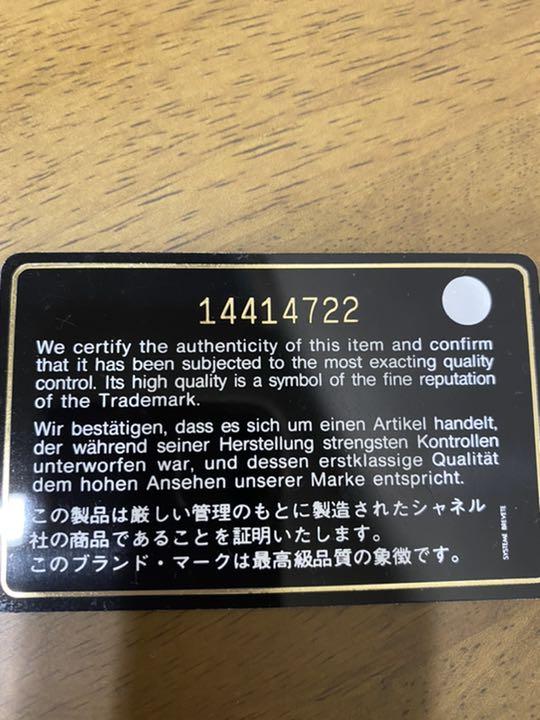 14414722
We certify the authenticity of this item and confirm
that it has been subjected to the most exacting quality
control. Its high quality is a symbol of the fine reputation
of the Trademark.
Wir bestätigen, dass es sich um einen Artikel handelt,
der während seiner Herstellung strengsten Kontrollen
unterworfen war, und dessen erstklassige Qualität
dem hohen Ansehen unserer Marke entspricht.
この製品は厳しい管理のもとに製造されたシャネル
社の商品であることを証明いたします。
このブランド・マークは最高級品質の象徴です。
SYSTEME BREVETE